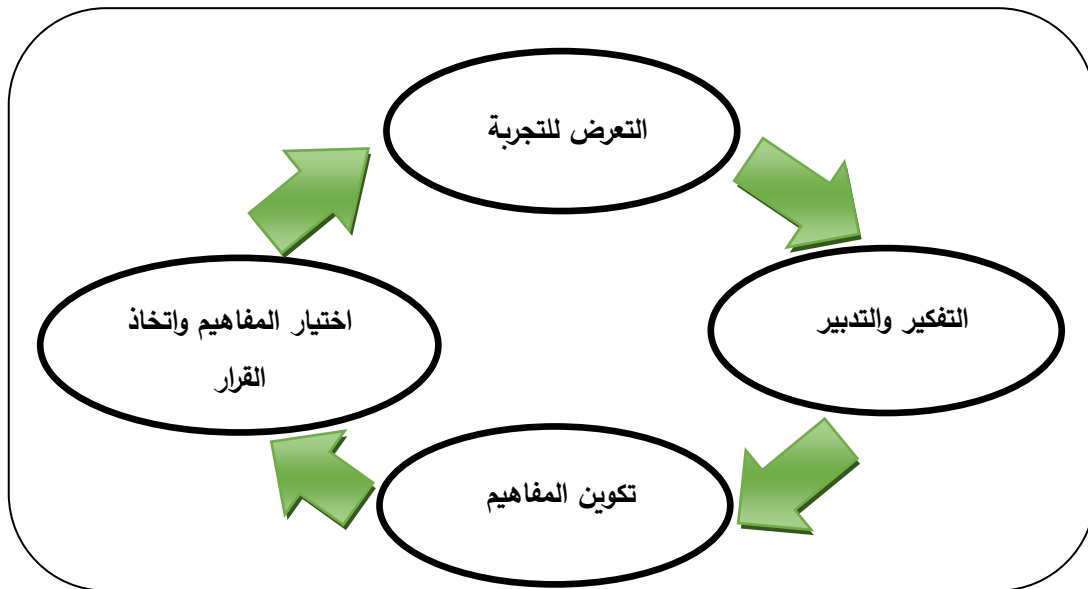 التعرض للتجربة
التفكير والتدبير
تكوين المفاهيم
اختيار المفاهيم واتخاذ
القرار